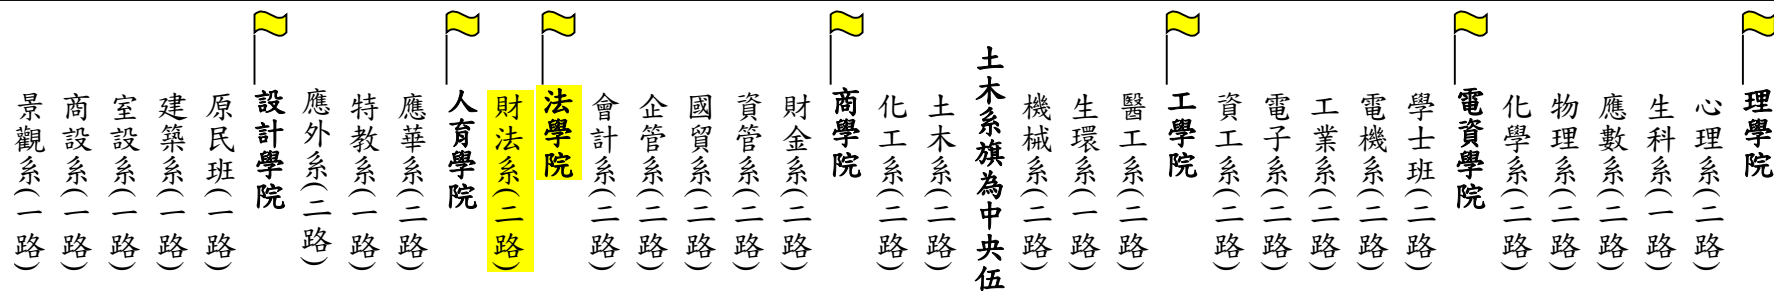 理學院
心理系(二路)
生科系(一路)
應數系(二路)
物理系(二路)
化學系(二路)
電資學院
學士班(二路)
電機系(二路)
工業系(二路)
電子系(二路)
資工系(二路)
工學院
醫工系(二路)
生環系(一路)
機械系(二路)
土木系旗為中央伍
土木系(二路)
化工系(二路)
商學院
財金系(二路)
資管系(二路)
國貿系(二路)
企管系(二路)
會計系(二路)
法學院
財法系(二路)
人育學院
應華系(二路)
特教系(一路)
應外系(二路)
設計學院
原民班(一路)
建築系(一路)
室設系(一路)
商設系(一路)
景觀系(一路)